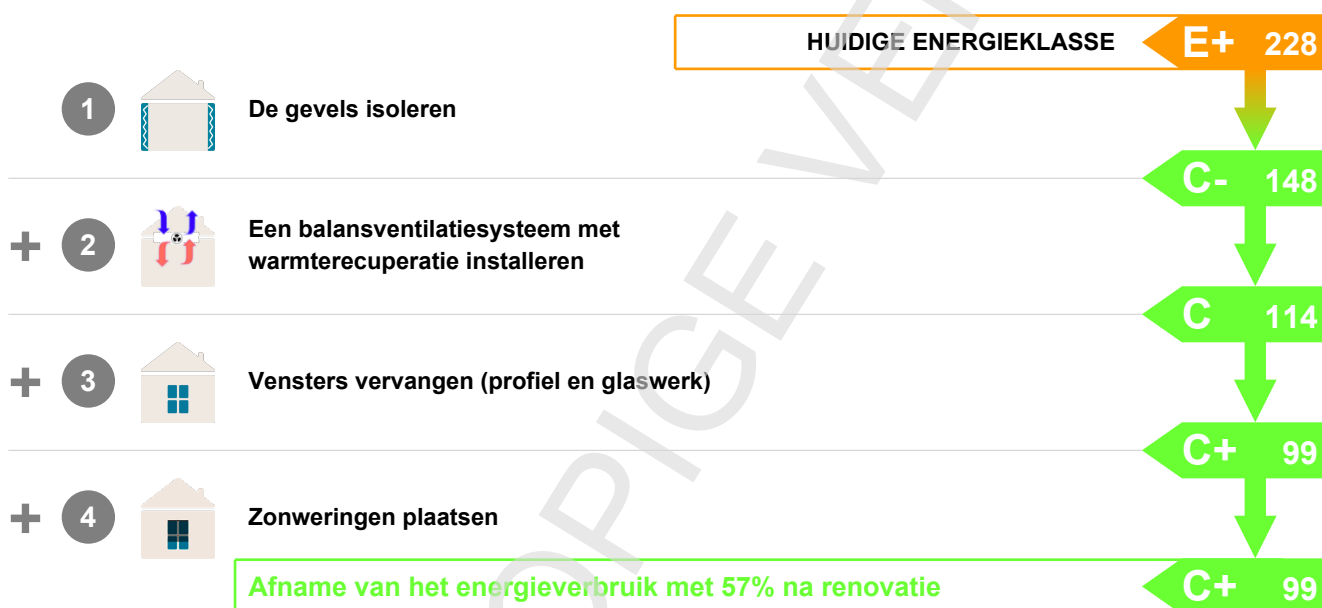 HUIDIGE ENERGIEKLASSE E+ 228
1 De gevels isoleren
C- 148
+ 2 Een balansventilatiesysteem met
warmterecuperatie installeren
C 114
+ 3 Vensters vervangen (profiel en glaswerk)
C+ 99
+ 4 Zonweringen plaatsen
Afname van het energieverbruik met 57% na renovatie C+ 99